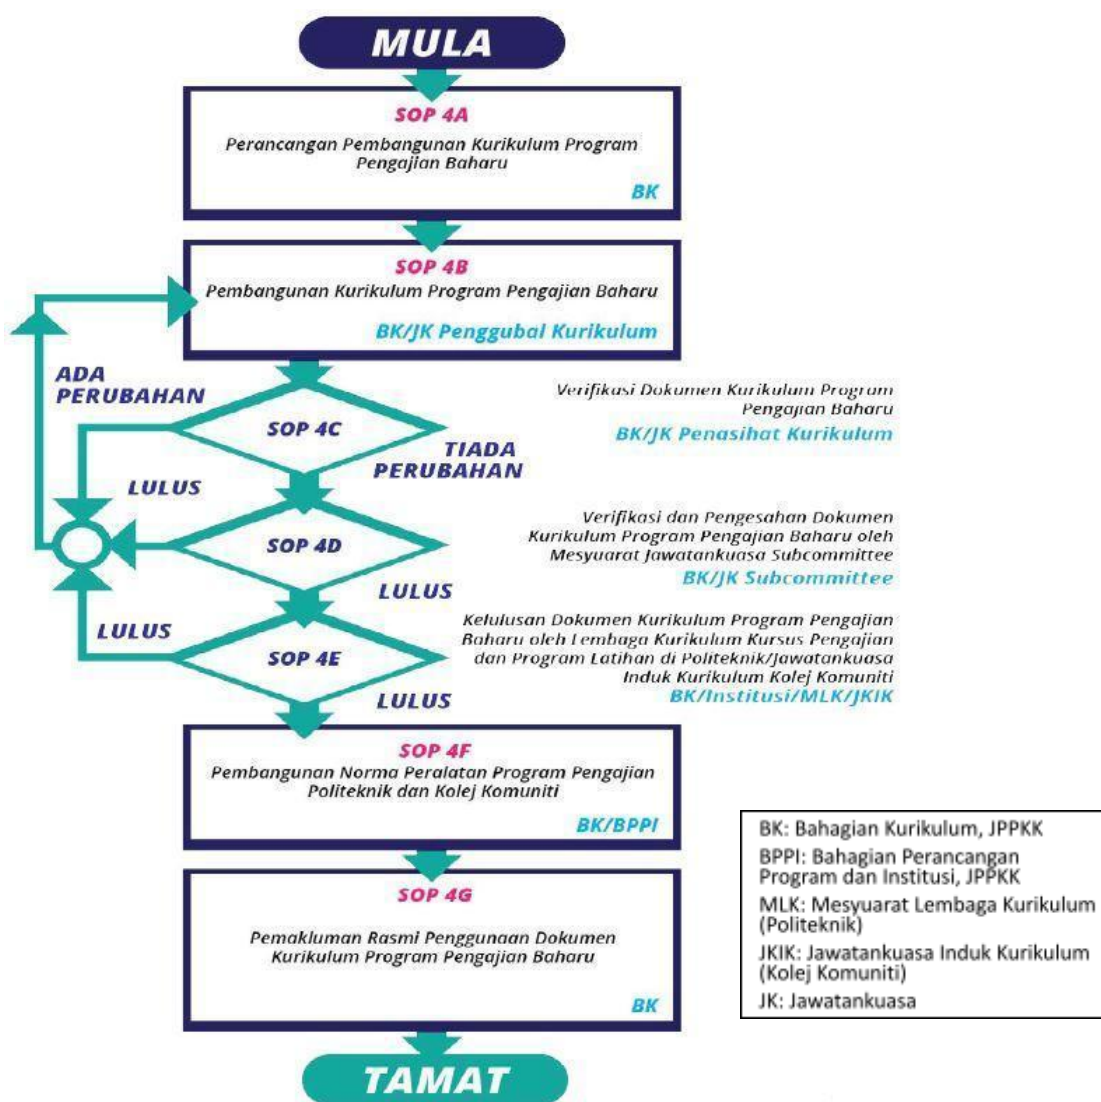 MULA
SOP 4A
Perancangan Pembangunan Kurikulum Program
Pengajian Baharu
BK
SOP 4B
Pembangunan Kurikulum Program Pengajian Baharu
BK/JK Penggubal Kurikulum
ADA
PERUBAHAN
SOP 4C
TIADA
PERUBAHAN
Verifikasi Dokumen Kurikulum Program
Pengajian Baharu
BK/JK Penasihat Kurikulum
LULUS
SOP 4D
LULUS
Verifikasi dan Pengesahan Dokumen
Kurikulum Program Pengajian Baharu oleh
Mesyuarat Jawatankuasa Subcommittee
BK/JK Subcommittee
LULUS
SOP 4E
LULUS
Kelulusan Dokumen Kurikulum Program Pengajian
Baharu oleh Lembaga Kurikulum Kursus Pengajian
dan Program Latihan di Politeknik/Jawatankuasa
Induk Kurikulum Kolej Komuniti
BK/Institusi/MLK/JKIK
SOP 4F
Pembangunan Norma Peralatan Program Pengajian
Politeknik dan Kolej Komuniti
BK/BPPI
SOP 4G
Pemakluman Rasmi Penggunaan Dokumen
Kurikulum Program Pengajian Baharu
BK
TAMAT
BK: Bahagian Kurikulum, JPPKK
BPPI: Bahagian Perancangan
Program dan Institusi, JPPKK
MLK: Mesyuarat Lembaga Kurikulum
(Politeknik)
JKIK: Jawatankuasa Induk Kurikulum
(Kolej Komuniti)
JK: Jawatankuasa